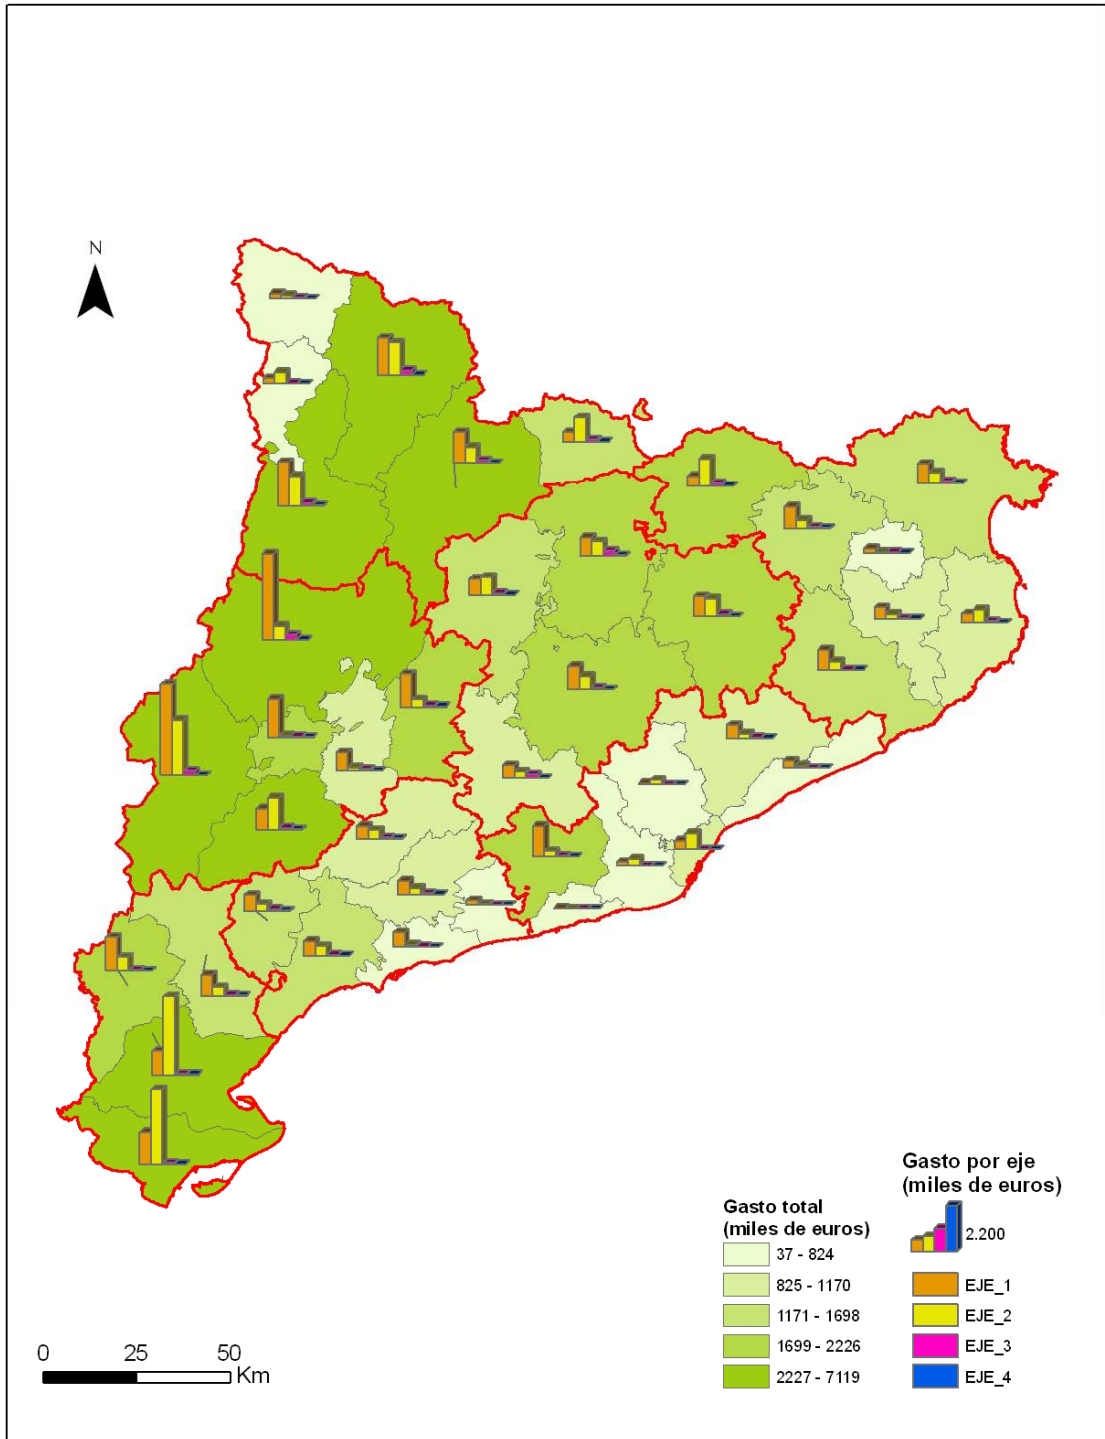 N
Gasto total
(miles de euros)
37 - 824
825 - 1170
1171 - 1698
1699 - 2226
2227 - 7119
Gasto por eje
(miles de euros)
2.200
EJE_1
EJE_2
EJE_3
EJE_4
0 25 50
Km